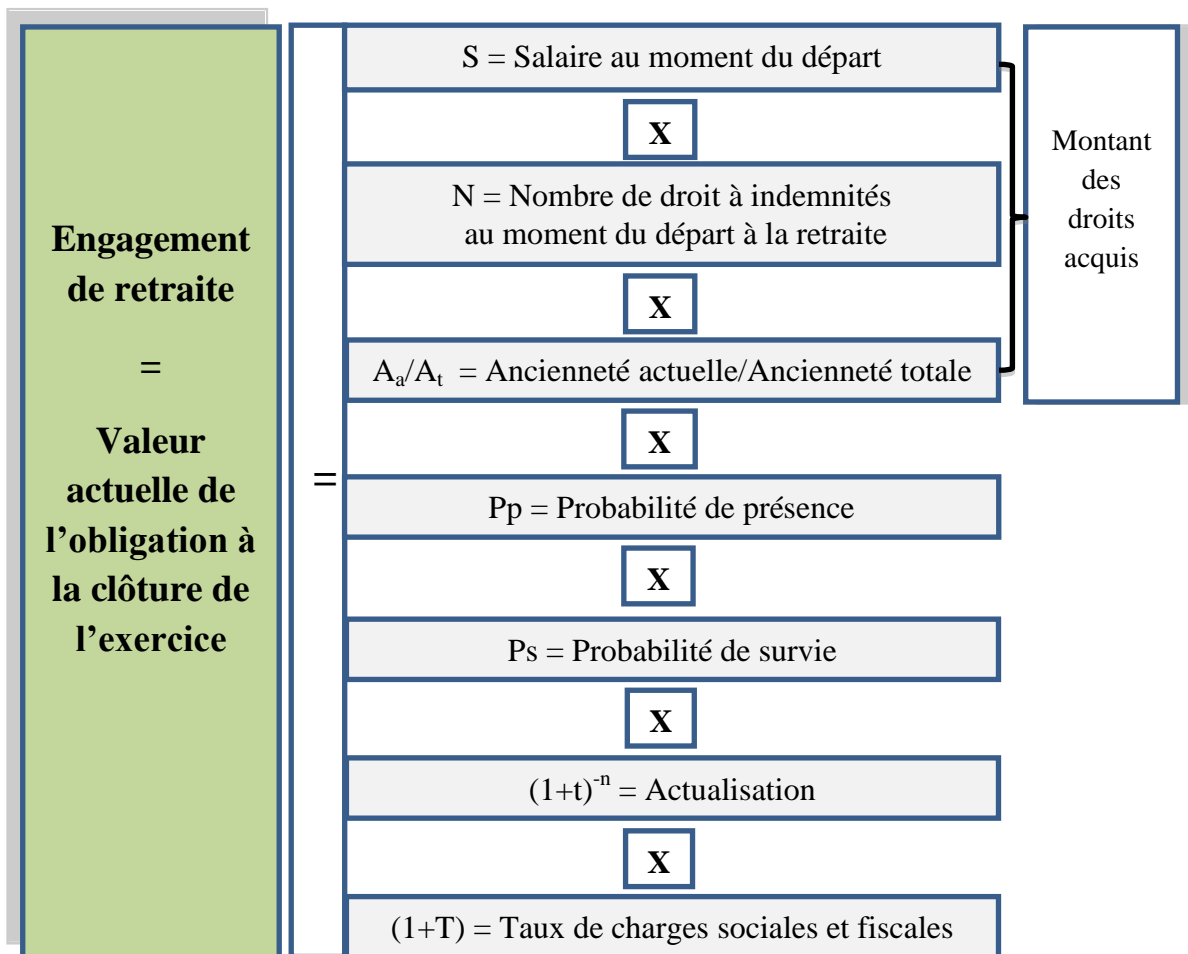 Engagement
de retraite
=
Valeur
actuelle de
l’obligation à
la clôture de
l’exercice
=
S = Salaire au moment du départ
X
N = Nombre de droit à indemnités
au moment du départ à la retraite
X
Aₐ/Aₜ = Ancienneté actuelle/Ancienneté totale
X
Pp = Probabilité de présence
X
Ps = Probabilité de survie
X
(1+t)⁻ⁿ = Actualisation
X
(1+T) = Taux de charges sociales et fiscales
Montant
des
droits
acquis